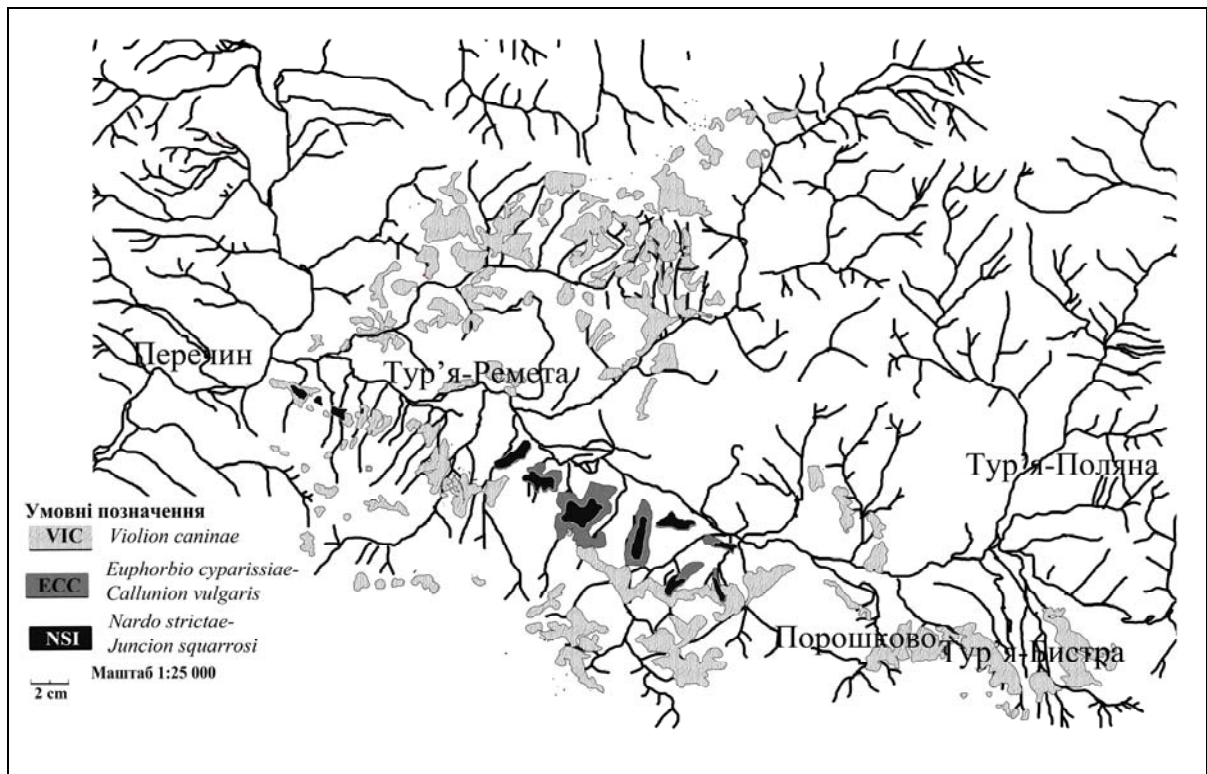 Перечин
Тур’я-Ремета
Тур’я-Поляна
Порошково
Тур’я-Бистра
Умовні позначення
VIC Violion caninae
ECC Euphorbio cyparissiae-
Callunion vulgaris
NSI Nardo strictae-
Juncion squarrosi
Маштаб 1:25 000
2 cm